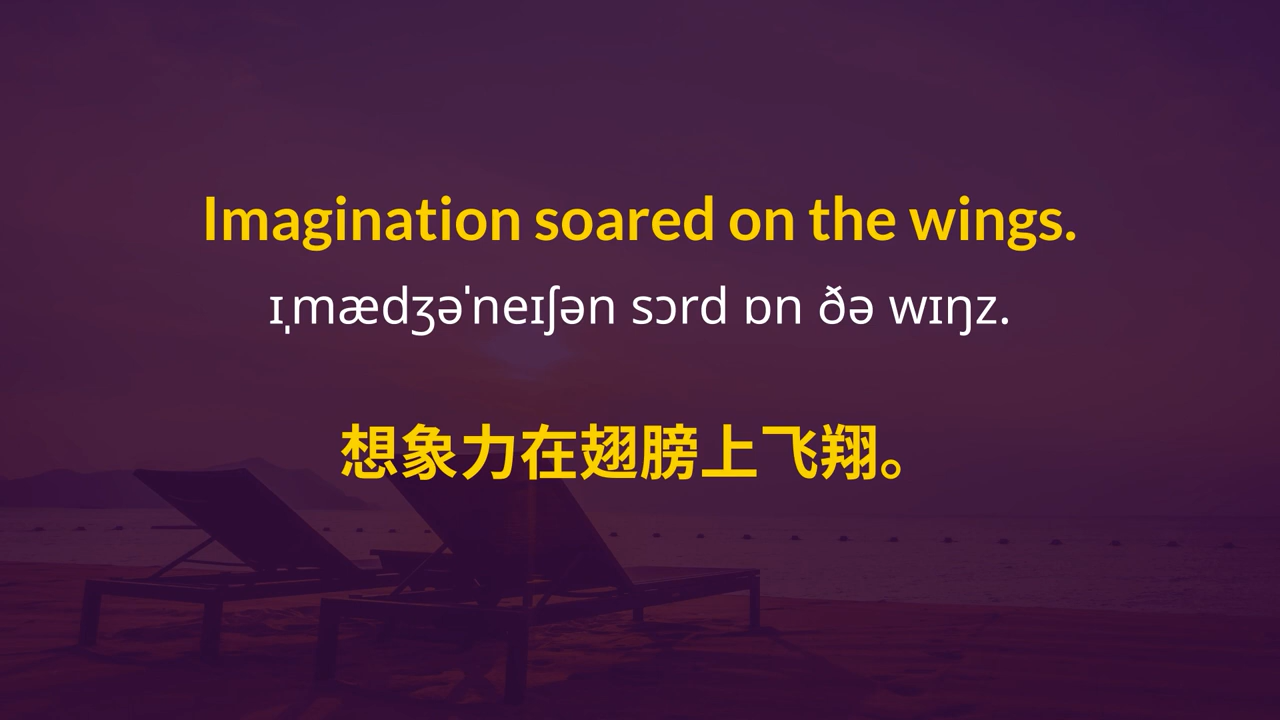 Imagination soared on the wings.
ɪˌmædʒəˈneɪʃən sɔrd ɒn ðə wɪŋz.
想象力在翅膀上飞翔。